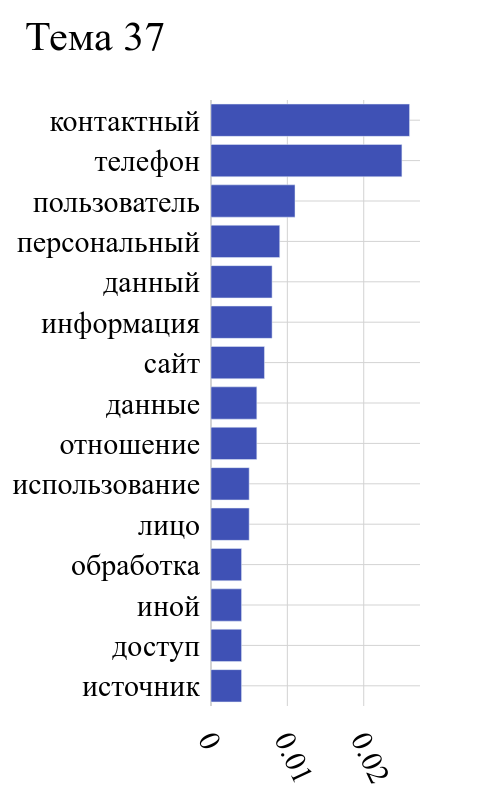 Тема 37
контактный
телефон
пользователь
персональный
данный
информация
сайт
данные
отношение
использование
лицо
обработка
иной
доступ
источник
0
0.01
0.02